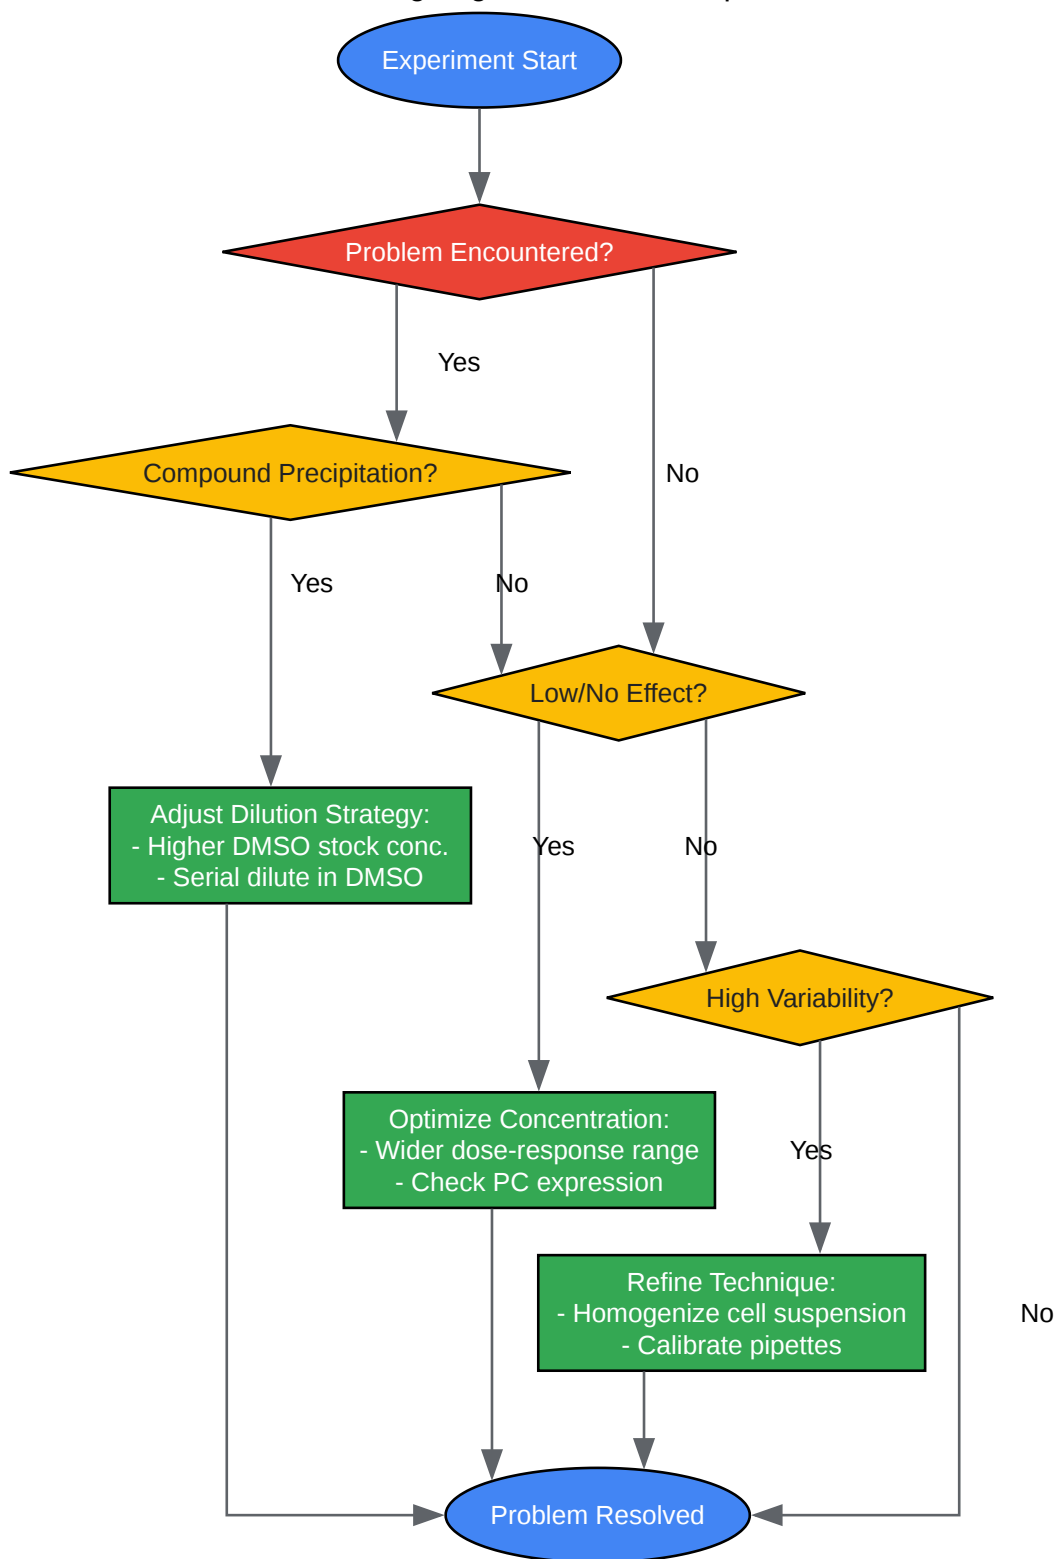 Experiment Start
Problem Encountered?
Yes
Compound Precipitation?
No
Yes
No
Low/No Effect?
Adjust Dilution Strategy:
- Higher DMSO stock conc.
- Serial dilute in DMSO
Yes
No
High Variability?
Optimize Concentration:
- Wider dose-response range
- Check PC expression
Yes
Refine Technique:
- Homogenize cell suspension
- Calibrate pipettes
No
Problem Resolved